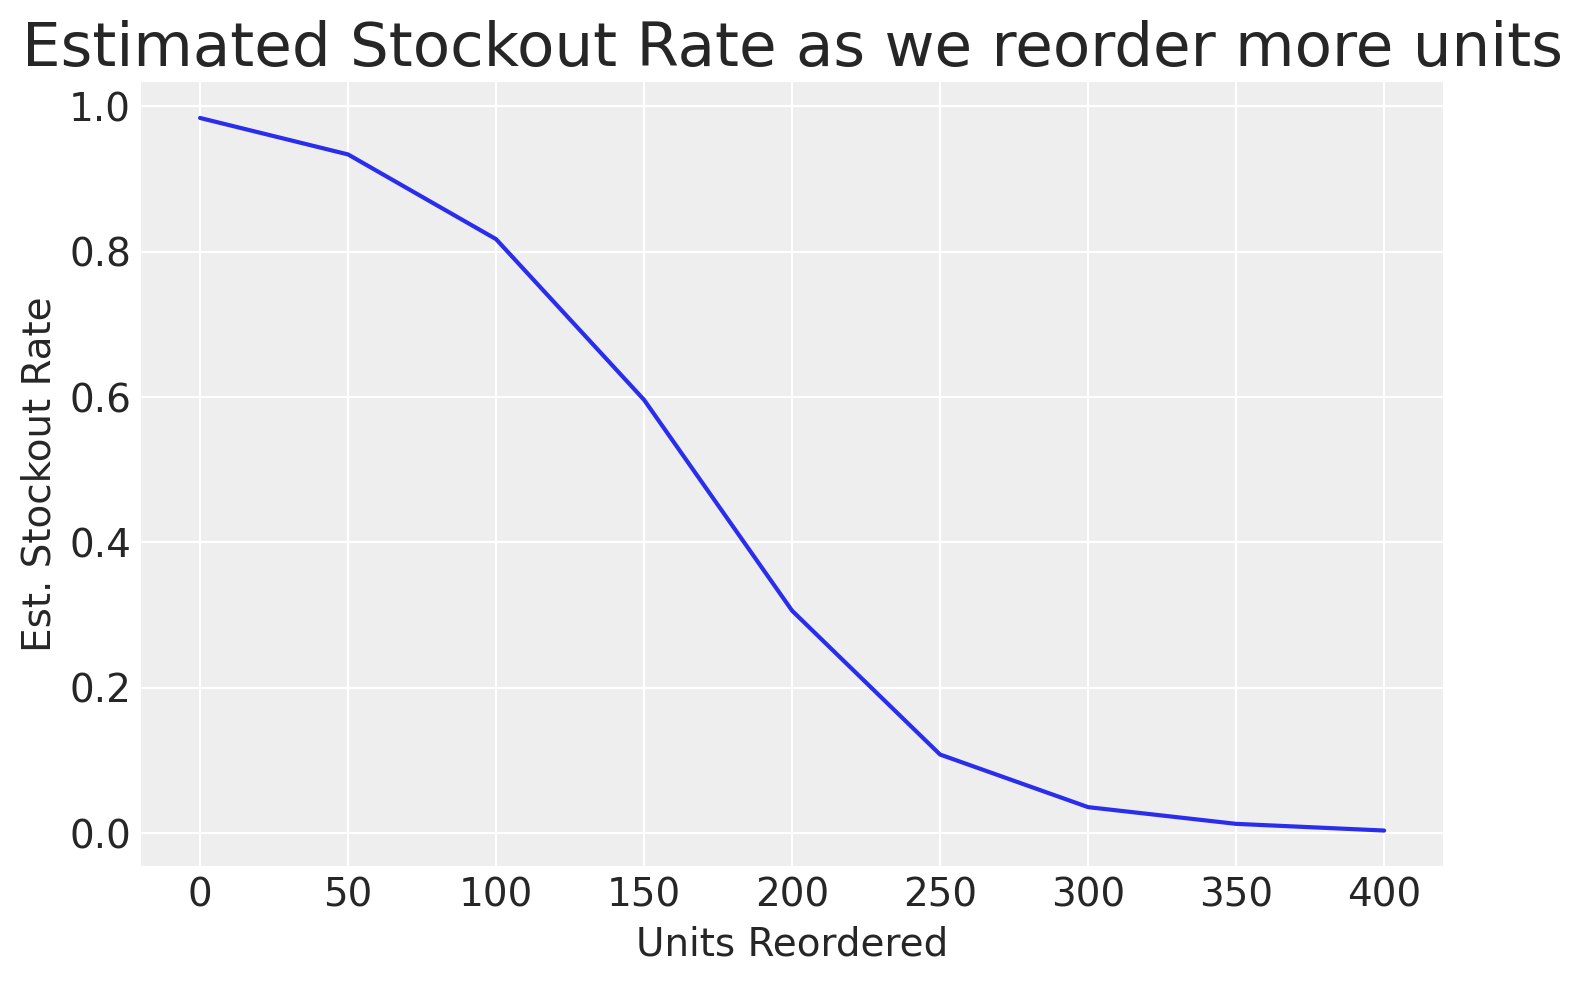 Estimated Stockout Rate as we reorder more units
1.0
0.8
0.6
0.4
0.2
0.0
Est. Stockout Rate
0 50 100 150 200 250 300 350 400
Units Reordered